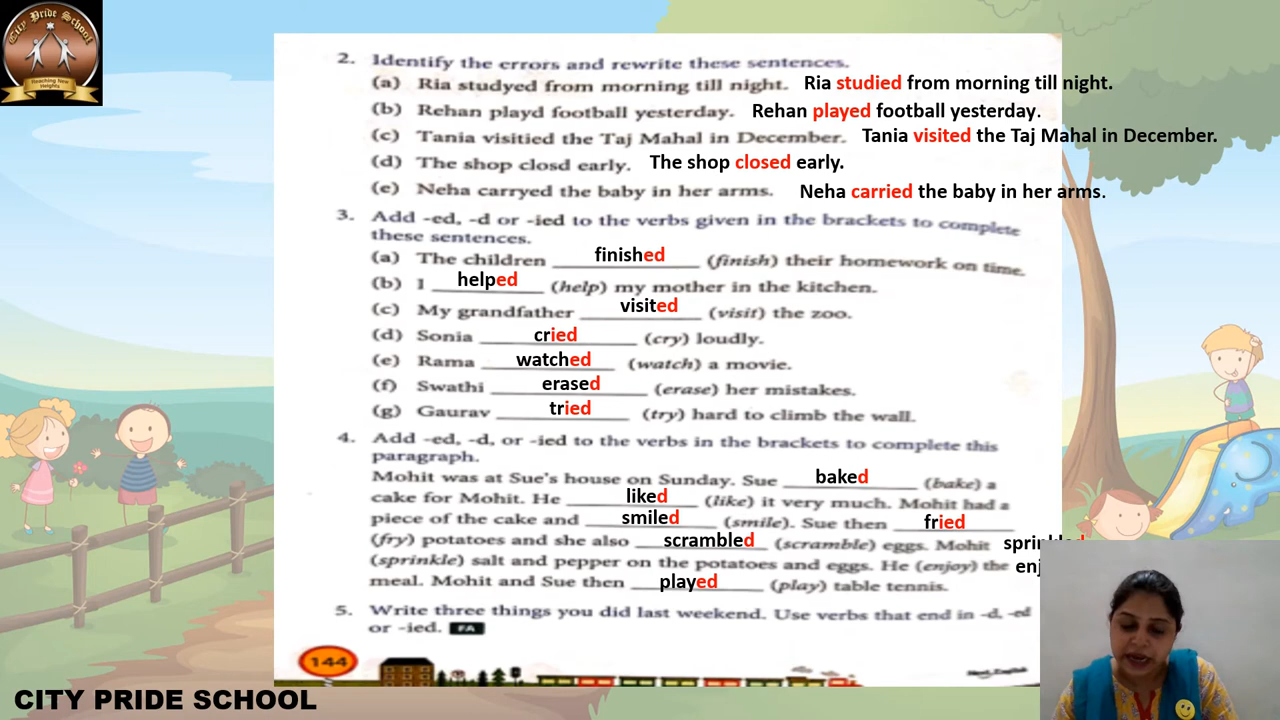 City Pride School
Reaching New
Heights
2. Identify the errors and rewrite these sentences.
(a) Ria studyed from morning till night. Ria studied from morning till night.
(b) Rehan playd football yesterday. Rehan played football yesterday.
(c) Tania visitied the Taj Mahal in December. Tania visited the Taj Mahal in December.
(d) The shop closd early. The shop closed early.
(e) Neha carryed the baby in her arms. Neha carried the baby in her arms.
3. Add -ed, -d or -ied to the verbs given in the brackets to complete
these sentences.
(a) The children finished (finish) their homework on time.
(b) I helped (help) my mother in the kitchen.
(c) My grandfather visited (visit) the zoo.
(d) Sonia cried (cry) loudly.
(e) Rama watched (watch) a movie.
(f) Swathi erased (erase) her mistakes.
(g) Gaurav tried (try) hard to climb the wall.
4. Add -ed, -d, or -ied to the verbs in the brackets to complete this
paragraph.
Mohit was at Sue's house on Sunday. Sue baked (bake) a
cake for Mohit. He liked (like) it very much. Mohit had a
piece of the cake and smiled (smile). Sue then fried
(fry) potatoes and she also scrambled (scramble) eggs. Mohit
(sprinkle) salt and pepper on the potatoes and eggs. He (enjoy) the
meal. Mohit and Sue then played (play) table tennis.
5. Write three things you did last weekend. Use verbs that end in -d, -ed
or -ied. FA
144
CITY PRIDE SCHOOL